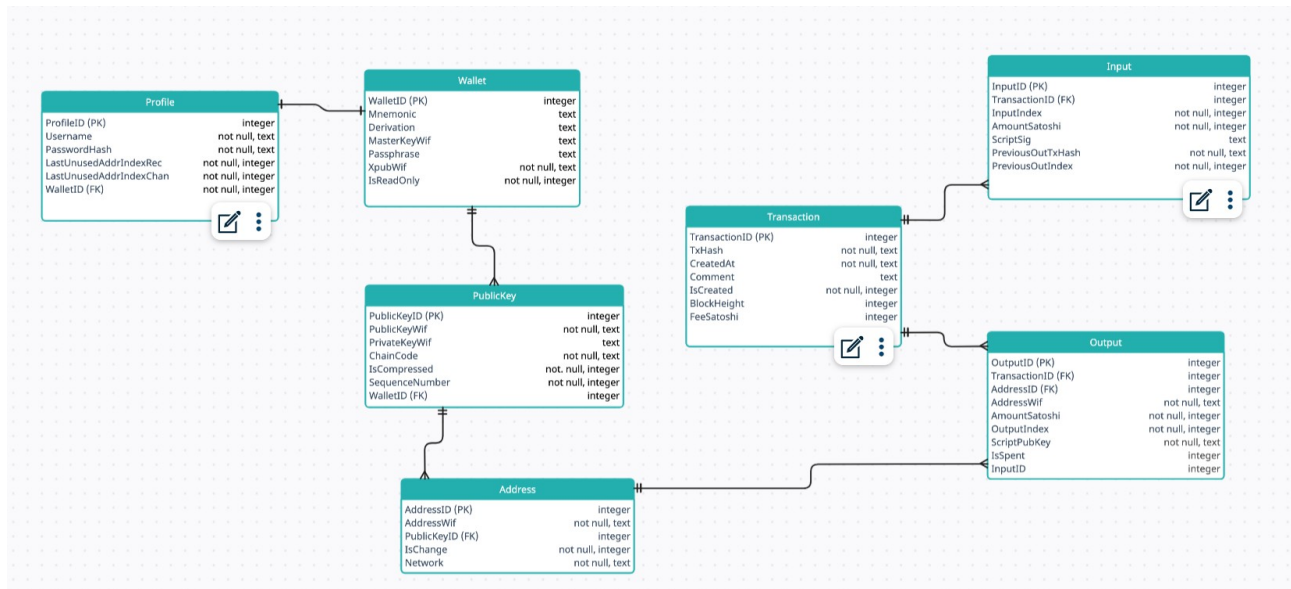 Profile
ProfileID (PK) integer
Username not null, text
PasswordHash not null, text
LastUnusedAddrIndexRec not null, integer
LastUnusedAddrIndexChan not null, integer
WalletID (FK) not null, integer
Wallet
WalletID (PK) integer
Mnemonic text
Derivation text
MasterKeyWif text
Passphrase text
XpubWif not null, text
IsReadOnly not null, integer
PublicKey
PublicKeyID (PK) integer
PublicKeyWif not null, text
PrivateKeyWif text
ChainCode not null, text
IsCompressed not. null, integer
SequenceNumber not null, integer
WalletID (FK) integer
Address
AddressID (PK) integer
AddressWif not null, text
PublicKeyID (FK) integer
IsChange not null, integer
Network not null, text
Transaction
TransactionID (PK) integer
TxHash not null, text
CreatedAt not null, text
Comment text
IsCreated not null, integer
BlockHeight integer
FeeSatoshi integer
Input
InputID (PK) integer
TransactionID (FK) integer
InputIndex not null, integer
AmountSatoshi not null, integer
ScriptSig text
PreviousOutTxHash not null, text
PreviousOutIndex not null, integer
Output
OutputID (PK) integer
TransactionID (FK) integer
AddressID (FK) integer
AddressWif not null, text
AmountSatoshi not null, integer
OutputIndex not null, integer
ScriptPubKey not null, text
IsSpent integer
InputID integer